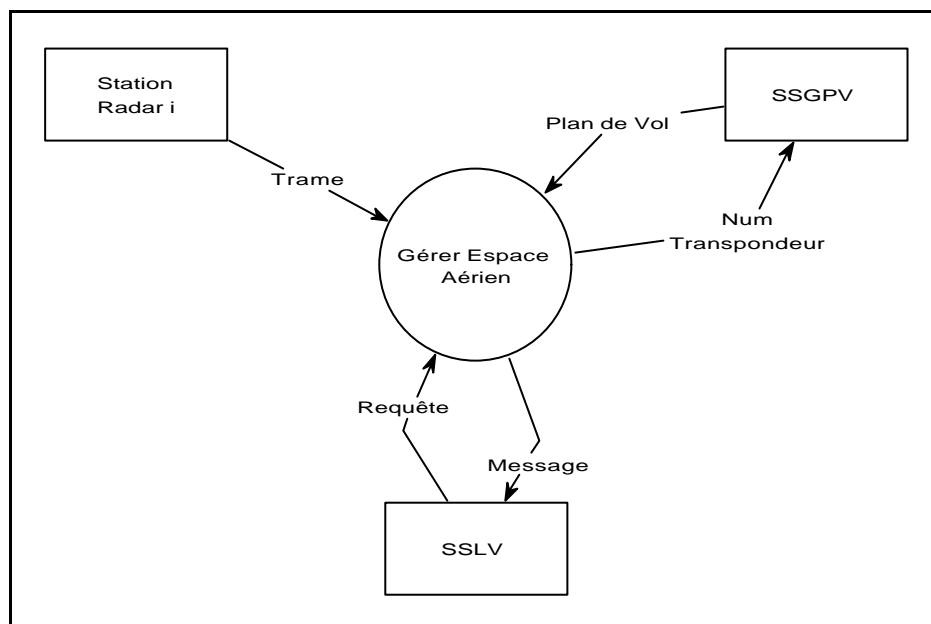 Station
Radar i
SSGPV
Plan de Vol
Trame
Num
Transpondeur
Gérer Espace
Aérien
Requête
Message
SSLV